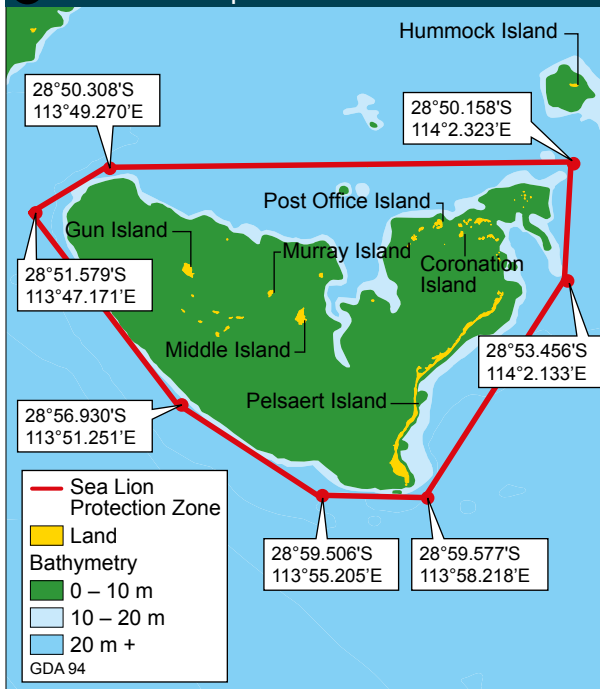 Hummock Island
28°50.308'S
113°49.270'E
28°50.158'S
114°2.323’E
Post Office Island
Gun Island
Murray Island
Coronation
Island
28°51.579'S
113°47.171’E
Middle Island
28°53.456'S
114°2.133’E
Pelsaert Island
28°56.930'S
113°51.251’E
Sea Lion
Protection Zone
Land
Bathymetry
0 – 10 m
10 – 20 m
20 m +
GDA 94
28°59.506'S
113°55.205’E
28°59.577'S
113°58.218’E